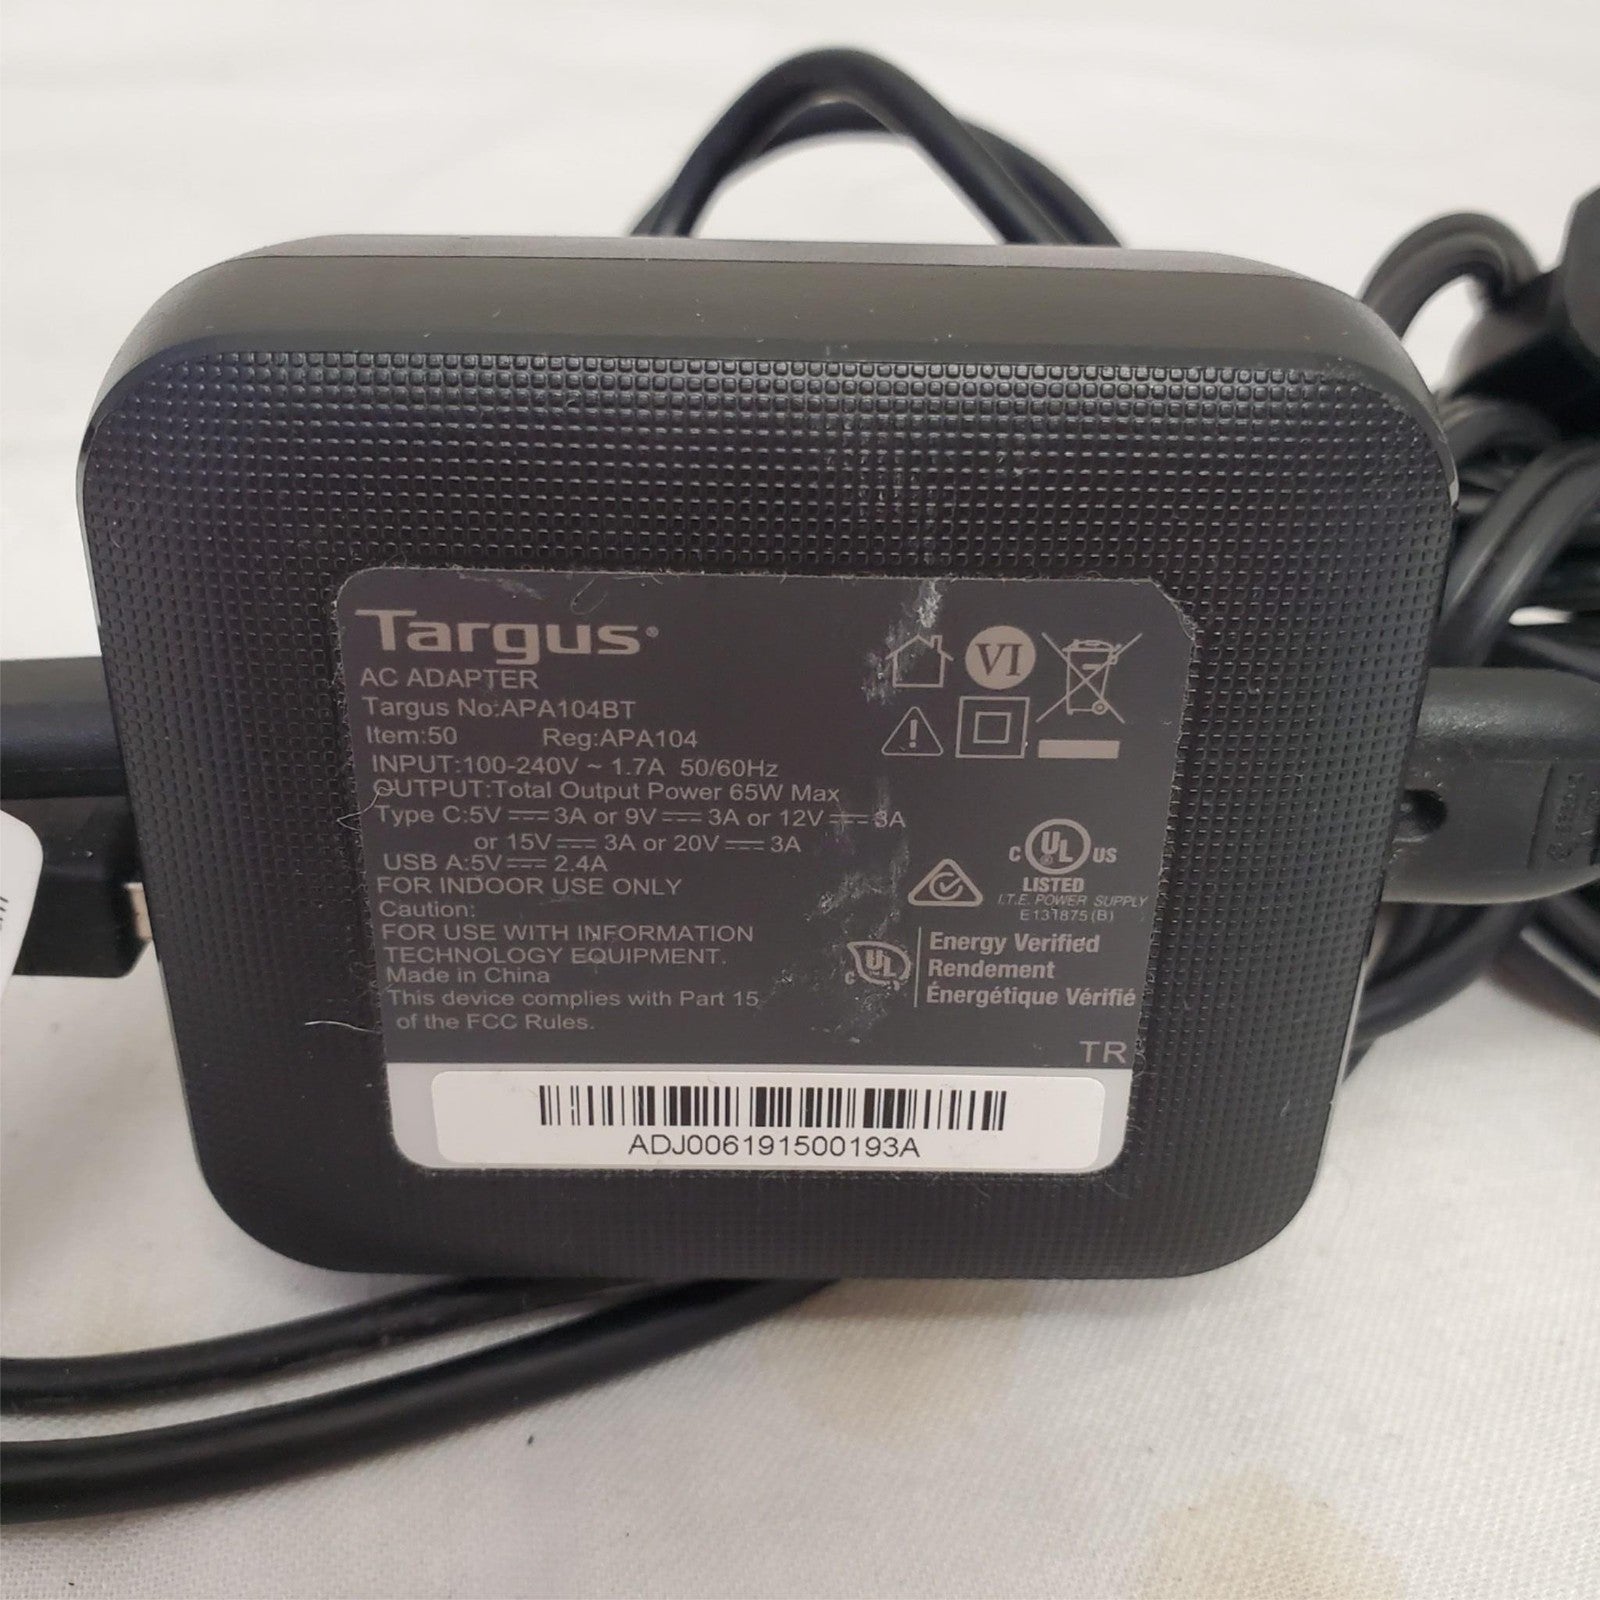 Targus®
AC ADAPTER
Targus No:APA104BT
Item:50 Reg:APA104
INPUT:100-240V ~ 1.7A 50/60Hz
OUTPUT:Total Output Power 65W Max
Type C:5V ⎓ 3A or 9V ⎓ 3A or 12V ⎓ 3A
or 15V ⎓ 3A or 20V ⎓ 3A
USB A:5V ⎓ 2.4A
FOR INDOOR USE ONLY
Caution:
FOR USE WITH INFORMATION
TECHNOLOGY EQUIPMENT.
Made in China
This device complies with Part 15
of the FCC Rules.
VI
C UL US
LISTED
I.T.E. POWER SUPPLY
E131875(B)
C UL
Energy Verified
Rendement
Énergétique Vérifié
TR
ADJ006191500193A